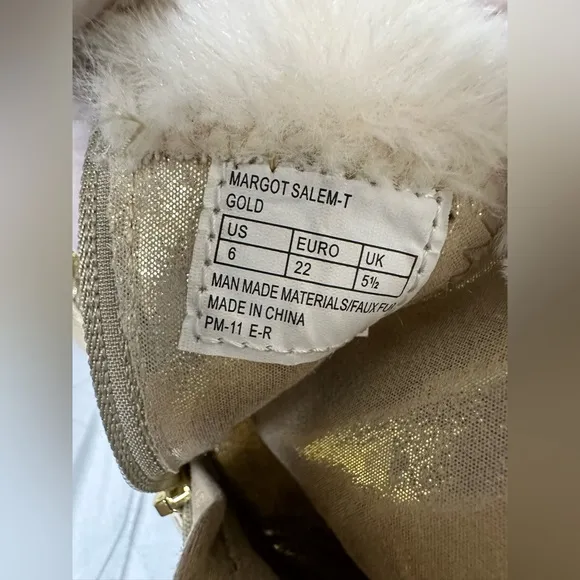 MARGOT SALEM-T
GOLD
US EURO UK
6 22 5½
MAN MADE MATERIALS/FAUX FUR
MADE IN CHINA
PM-11 E-R